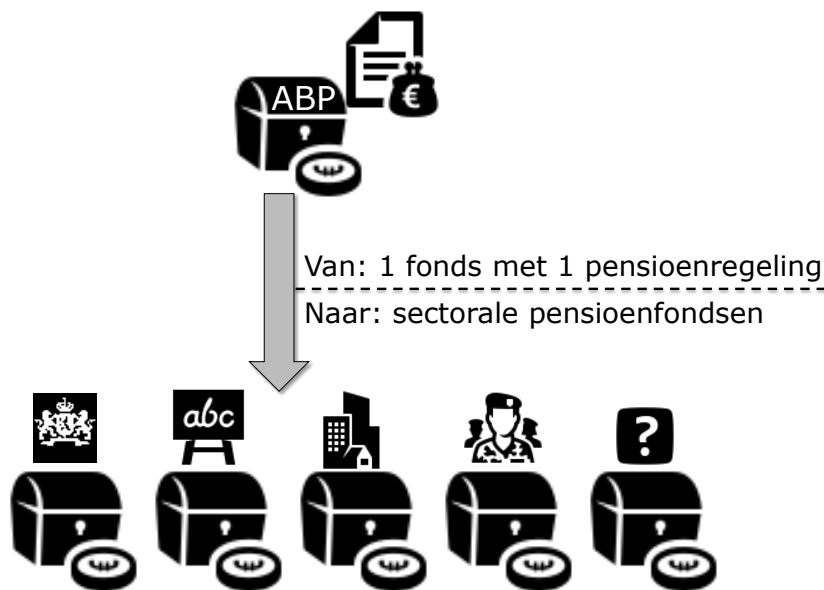 ABP
€
Van: 1 fonds met 1 pensioenregeling
Naar: sectorale pensioenfondsen
abc
?